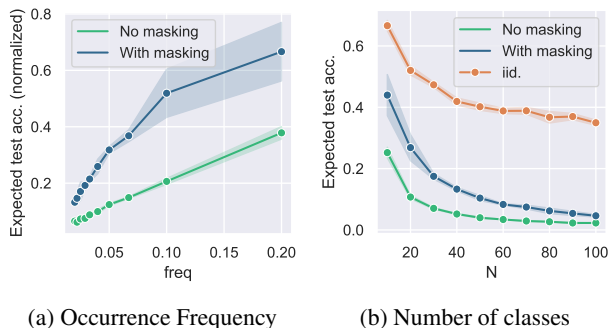 0.8
0.6
0.4
0.2
0.05
0.10
0.15
0.20
Expected test acc. (normalized)
freq
No masking
With masking
(a) Occurrence Frequency
0.6
0.4
0.2
0.0
20
40
60
80
100
Expected test acc.
N
No masking
With masking
iid.
(b) Number of classes